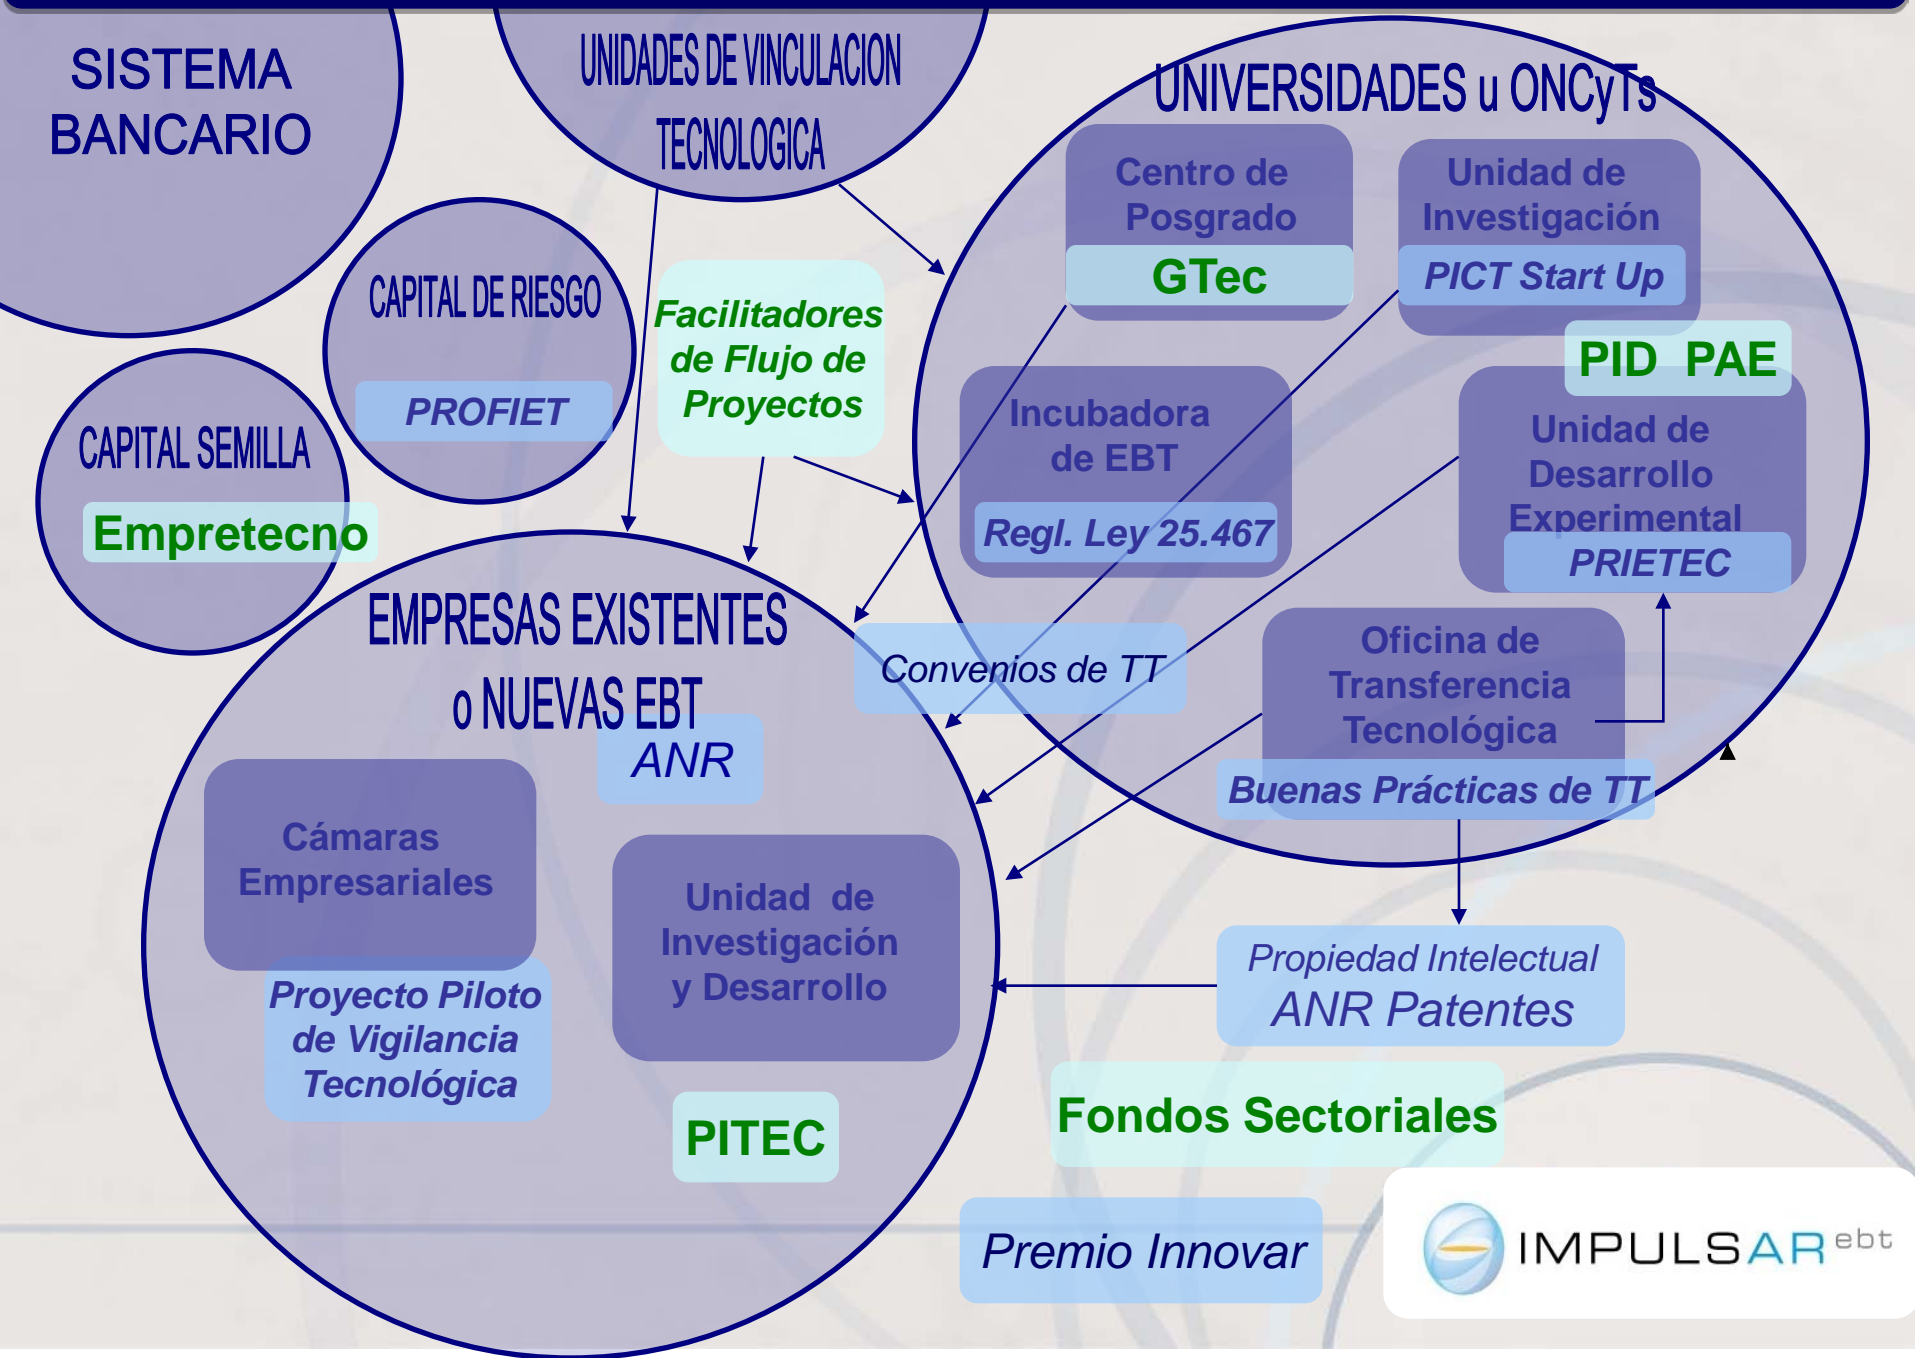 SISTEMA
BANCARIO
UNIDADES DE VINCULACION
TECNOLOGICA
UNIVERSIDADES u ONCyTs
Centro de
Posgrado
GTec
Unidad de
Investigación
PICT Start Up
PID PAE
CAPITAL DE RIESGO
PROFIET
Facilitadores
de Flujo de
Proyectos
CAPITAL SEMILLA
Empretecno
Incubadora
de EBT
Regl. Ley 25.467
Unidad de
Desarrollo
Experimental
PRIETEC
EMPRESAS EXISTENTES
o NUEVAS EBT
ANR
Convenios de TT
Oficina de
Transferencia
Tecnológica
Buenas Prácticas de TT
Cámaras
Empresariales
Proyecto Piloto
de Vigilancia
Tecnológica
Unidad de
Investigación
y Desarrollo
PITEC
Propiedad Intelectual
ANR Patentes
Fondos Sectoriales
Premio Innovar
IMPULSAR ebt